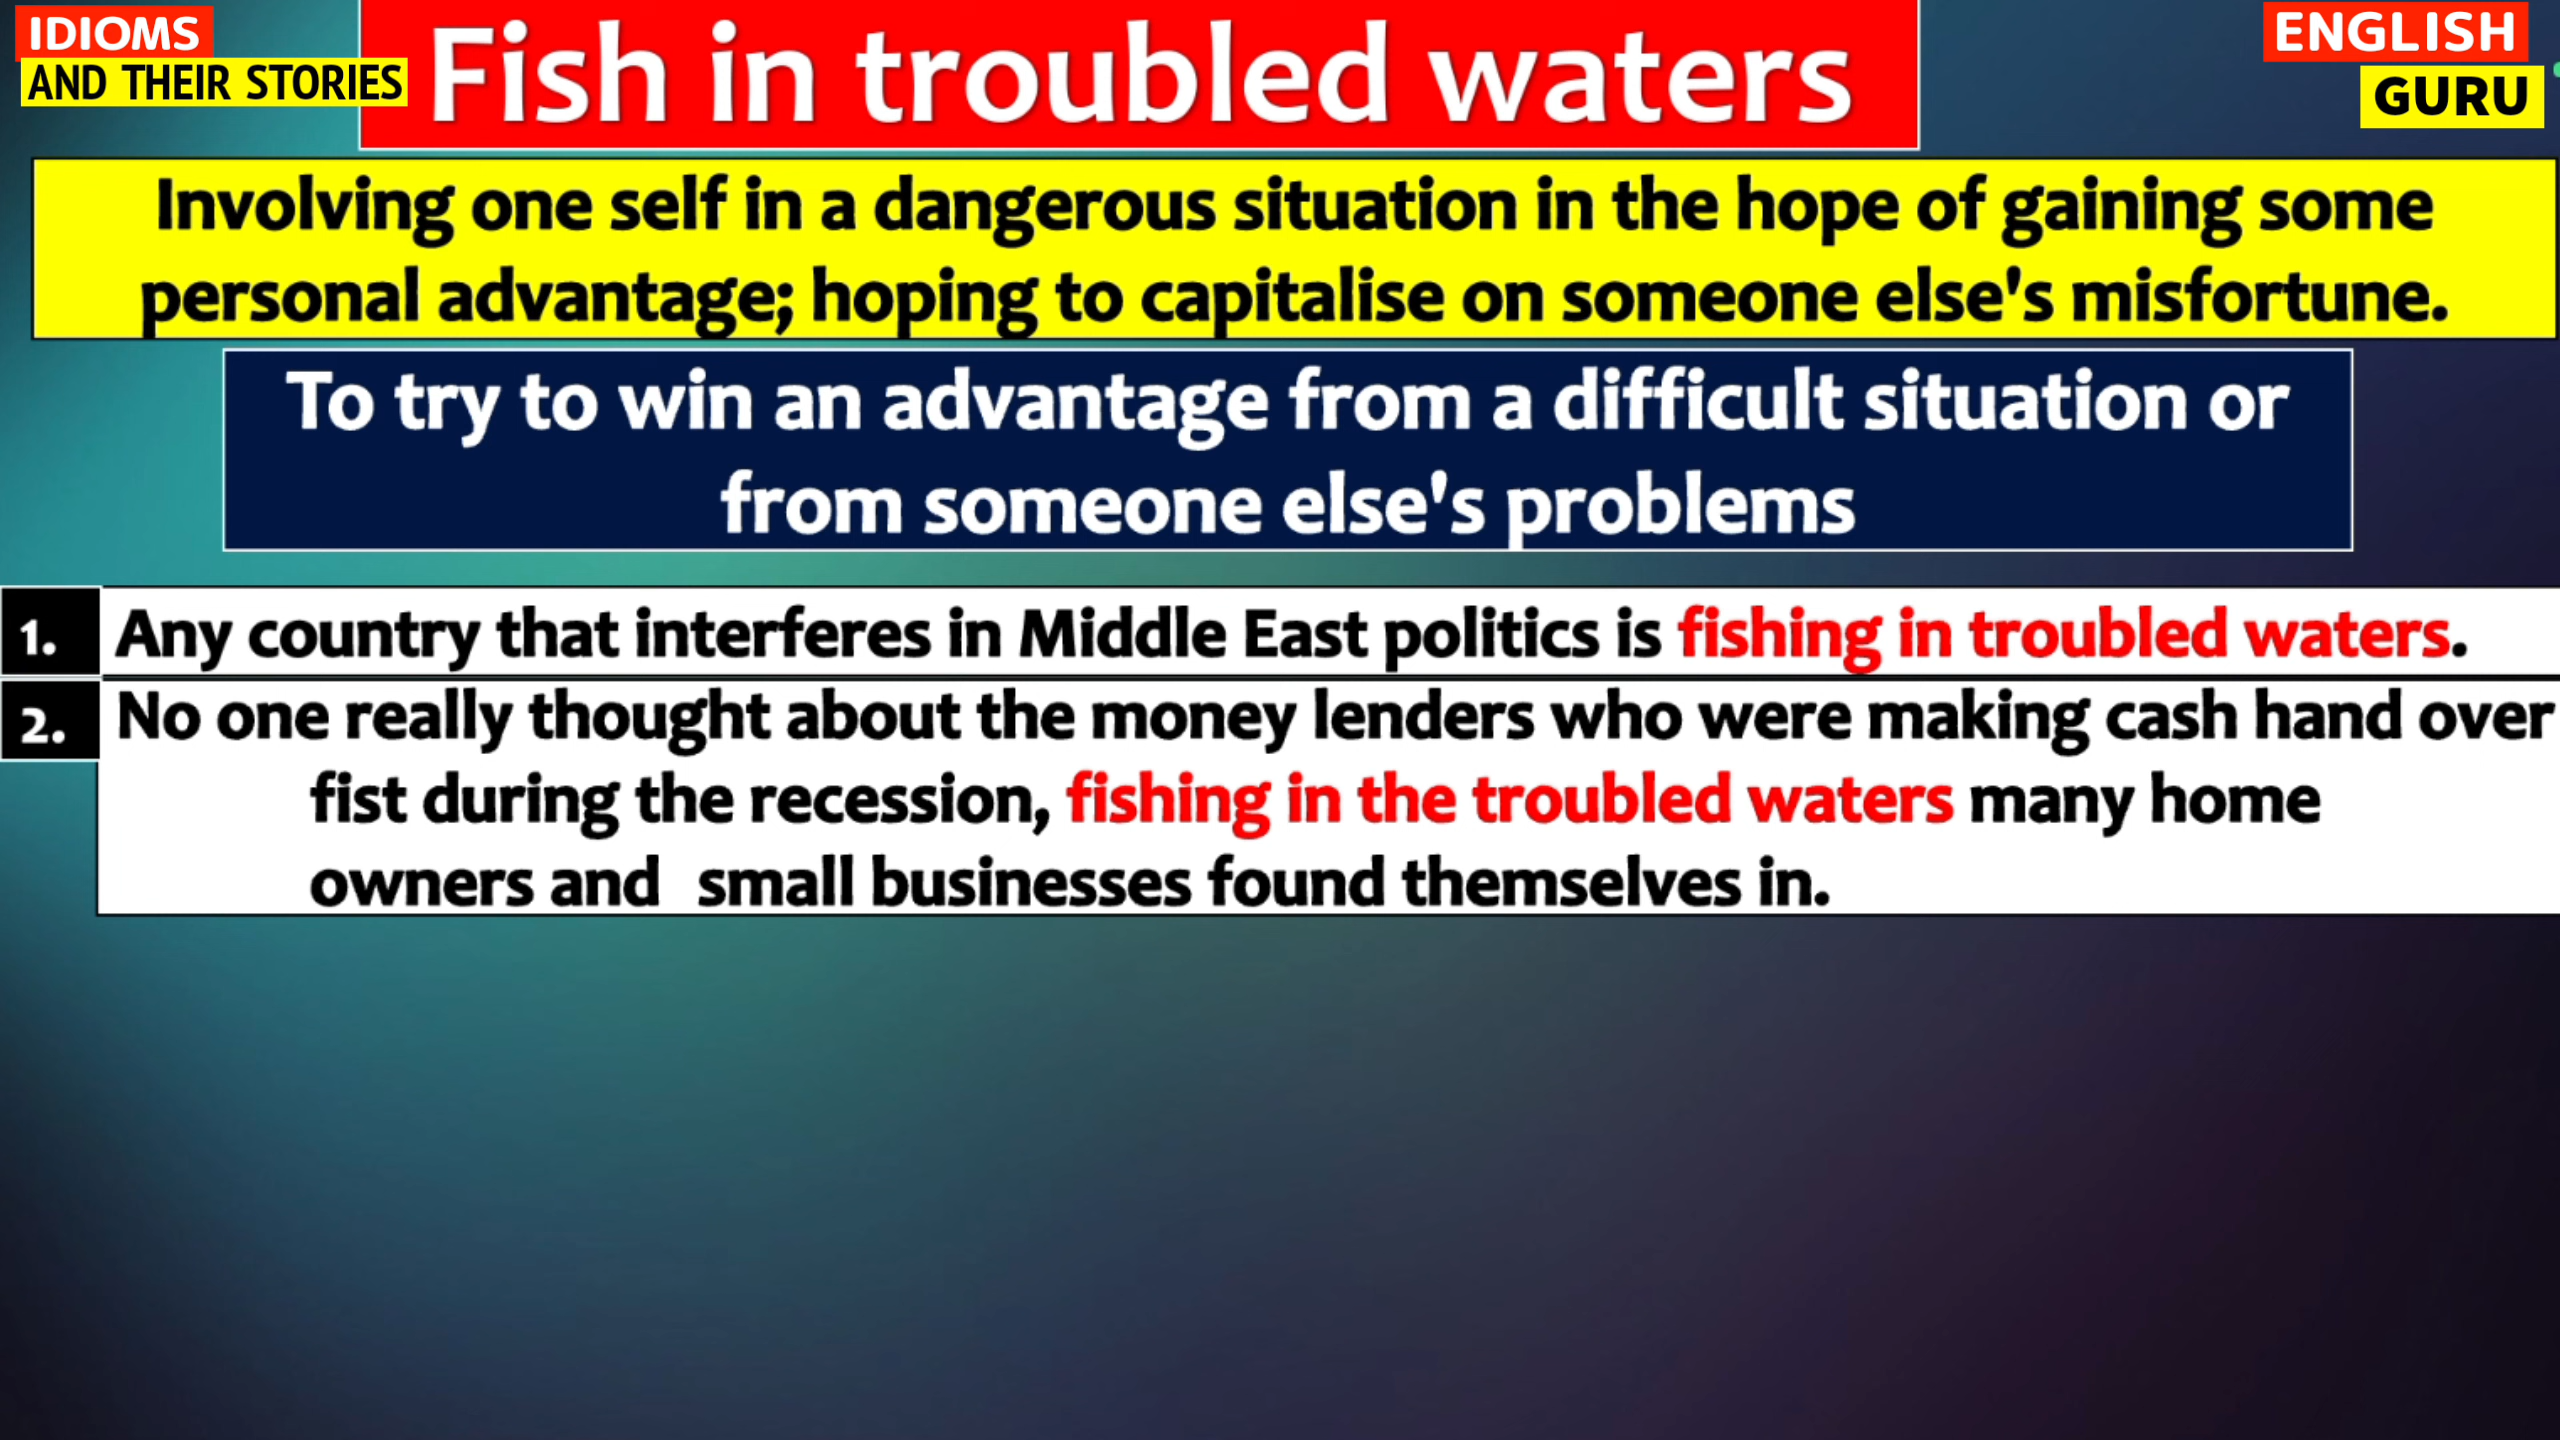 IDIOMS
AND THEIR STORIES
Fish in troubled waters
ENGLISH
GURU
Involving one self in a dangerous situation in the hope of gaining some
personal advantage; hoping to capitalise on someone else's misfortune.
To try to win an advantage from a difficult situation or
from someone else's problems
1. Any country that interferes in Middle East politics is fishing in troubled waters.
2. No one really thought about the money lenders who were making cash hand over
fist during the recession, fishing in the troubled waters many home
owners and small businesses found themselves in.